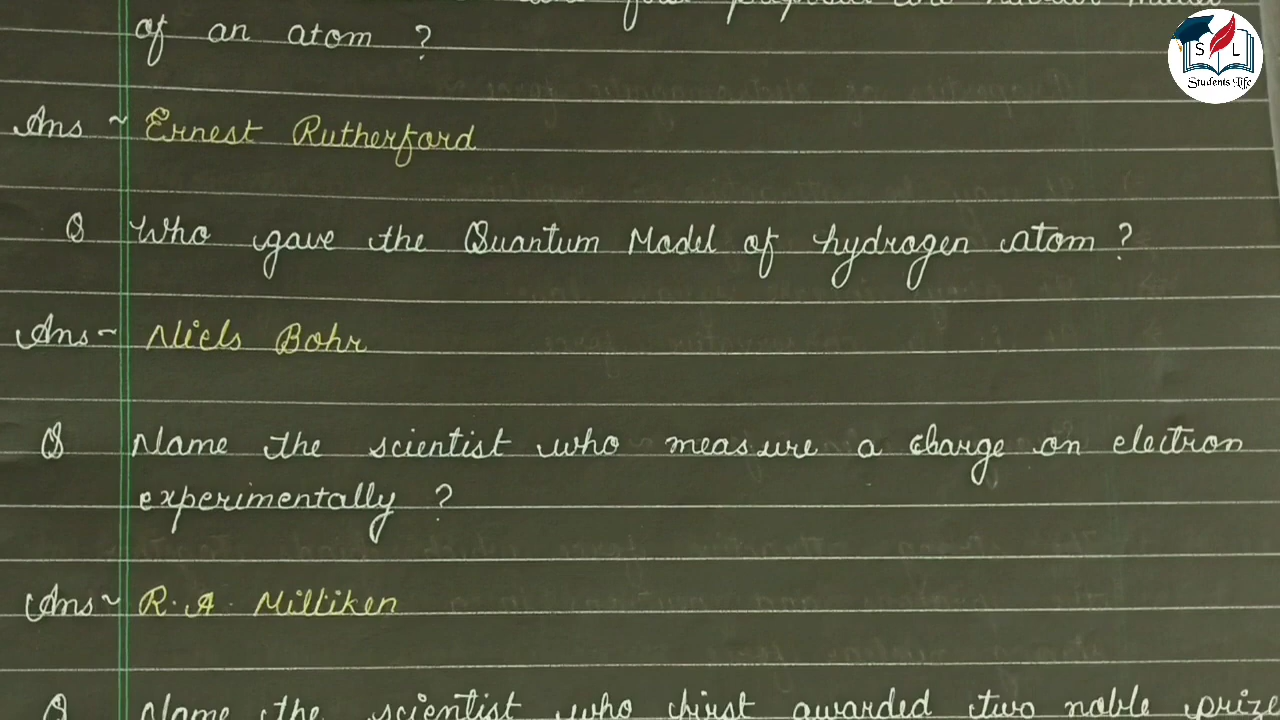 of an atom ?
S L
Students Life
Ans ~ Ernest Rutherford
Q Who gave the Quantum Model of hydrogen atom ?
Ans ~ Niels Bohr
Q Name the scientist who measure a charge on electron
experimentally ?
Ans ~ R.A. Milliken
Q Name the scientist who first awarded two noble prize